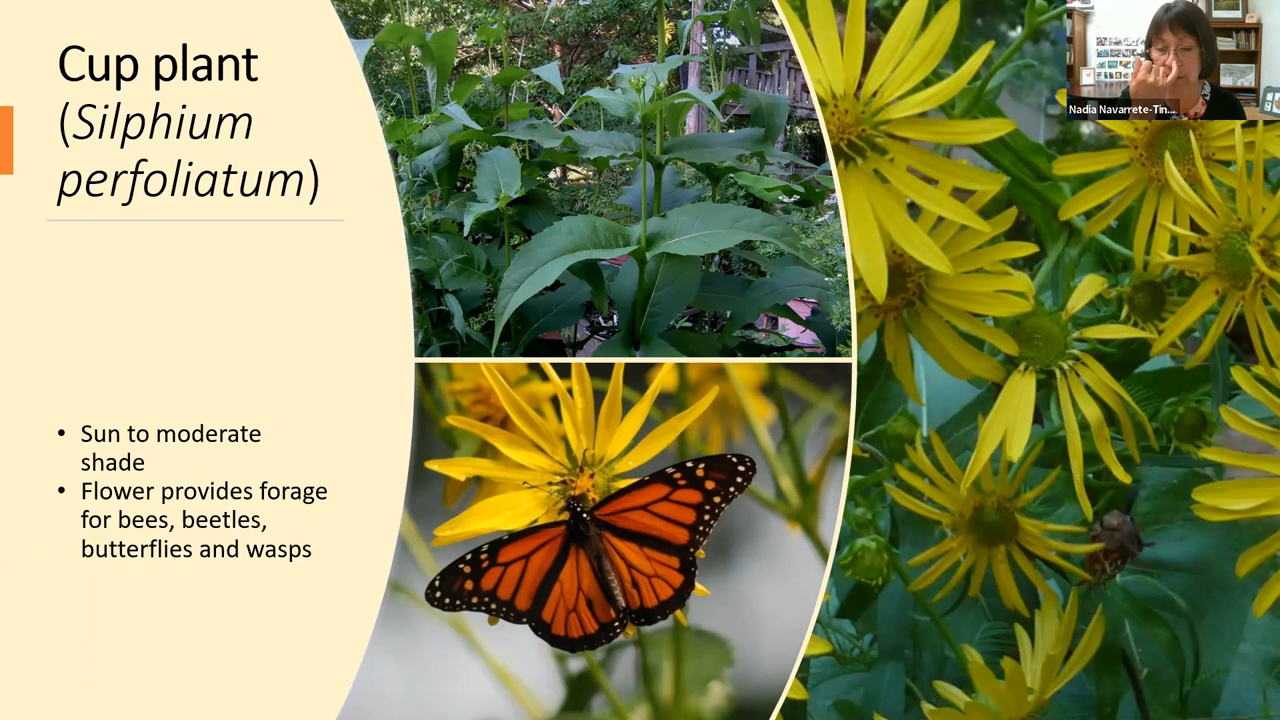 Cup plant
(Silphium
perfoliatum)
• Sun to moderate
shade
• Flower provides forage
for bees, beetles,
butterflies and wasps
Nadia Navarrete-Tin...